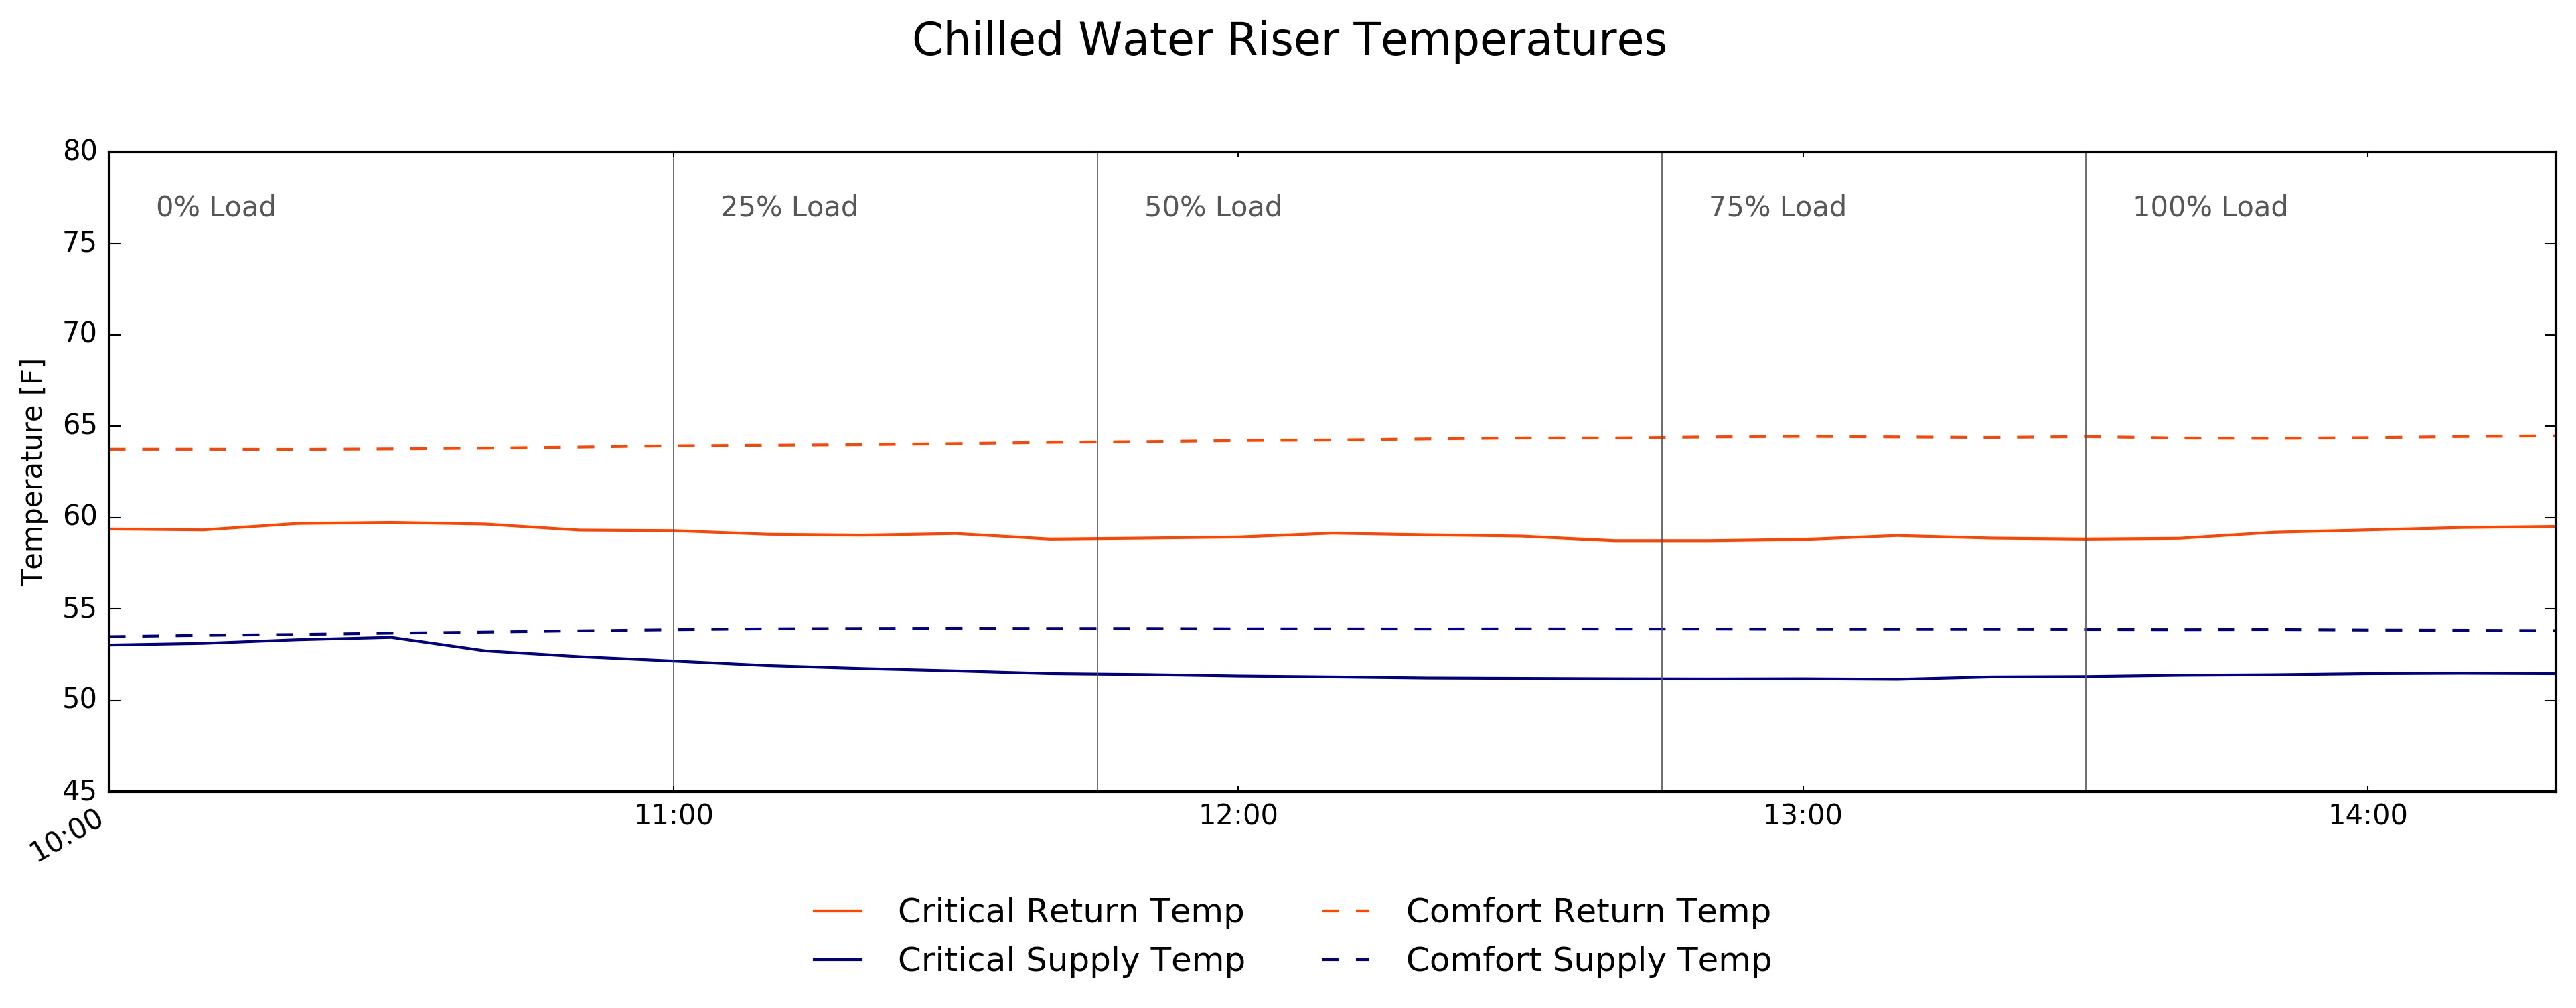 Chilled Water Riser Temperatures
80
0% Load
25% Load
50% Load
75% Load
100% Load
75
70
65
60
55
50
45
Temperature [F]
10:00
11:00
12:00
13:00
14:00
Critical Return Temp
Comfort Return Temp
Critical Supply Temp
Comfort Supply Temp